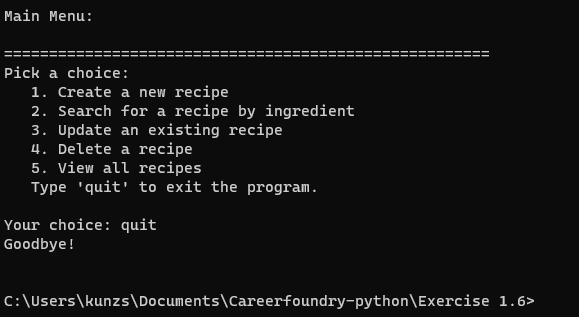 Main Menu:
======================================================
Pick a choice:
1. Create a new recipe
2. Search for a recipe by ingredient
3. Update an existing recipe
4. Delete a recipe
5. View all recipes
Type 'quit' to exit the program.
Your choice: quit
Goodbye!
C:\Users\kunzs\Documents\Careerfoundry-python\Exercise 1.6>